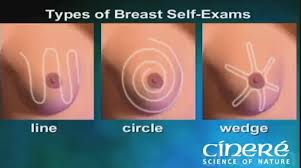 Types of Breast Self-Exams
line
circle
wedge
cineré
SCIENCE OF NATURE